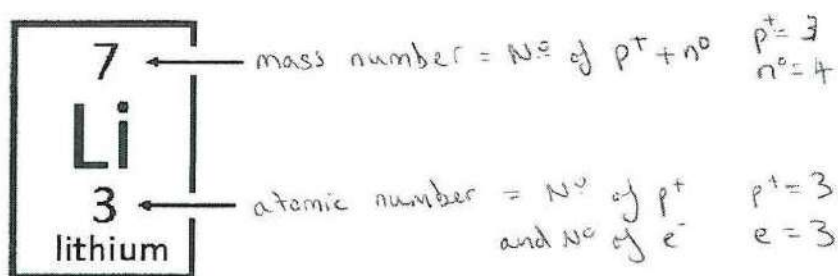 7 ← mass number = Nº of p⁺ + n⁰ p⁺= 3
n⁰= 4
Li
3 ← atomic number = Nº of p⁺ p⁺= 3
and Nº of e⁻ e = 3
lithium